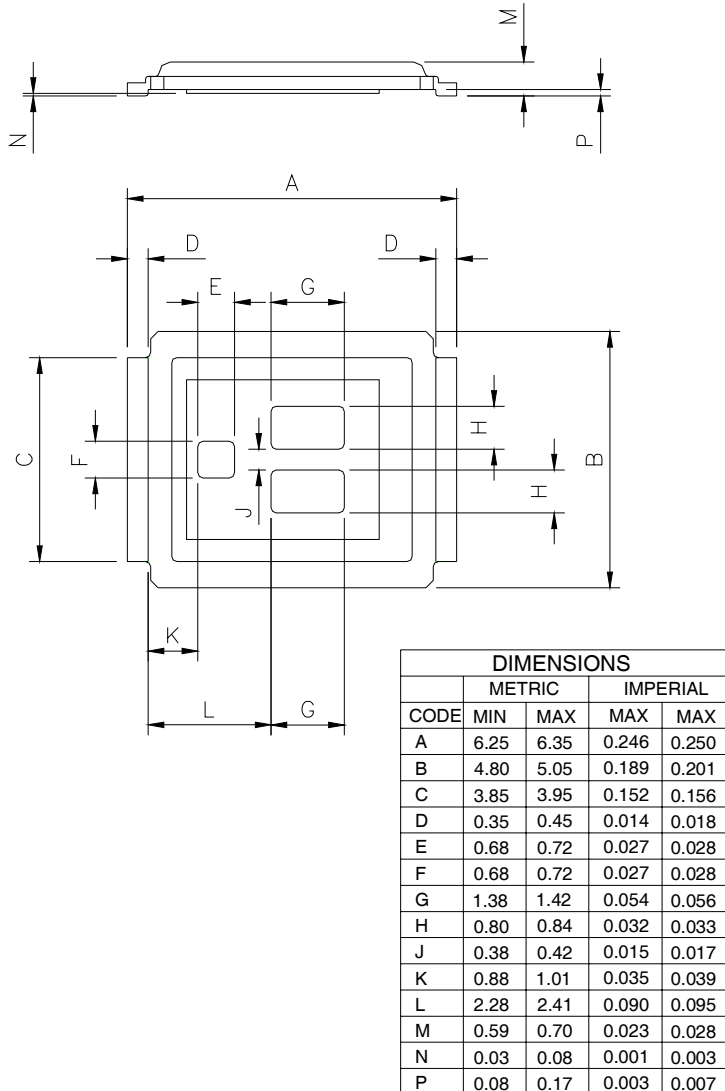 M
N
P
A
D
D
E
G
C
F
J
H
H
B
K
L
G
DIMENSIONS
METRIC IMPERIAL
CODE MIN MAX MAX MAX
A 6.25 6.35 0.246 0.250
B 4.80 5.05 0.189 0.201
C 3.85 3.95 0.152 0.156
D 0.35 0.45 0.014 0.018
E 0.68 0.72 0.027 0.028
F 0.68 0.72 0.027 0.028
G 1.38 1.42 0.054 0.056
H 0.80 0.84 0.032 0.033
J 0.38 0.42 0.015 0.017
K 0.88 1.01 0.035 0.039
L 2.28 2.41 0.090 0.095
M 0.59 0.70 0.023 0.028
N 0.03 0.08 0.001 0.003
P 0.08 0.17 0.003 0.007